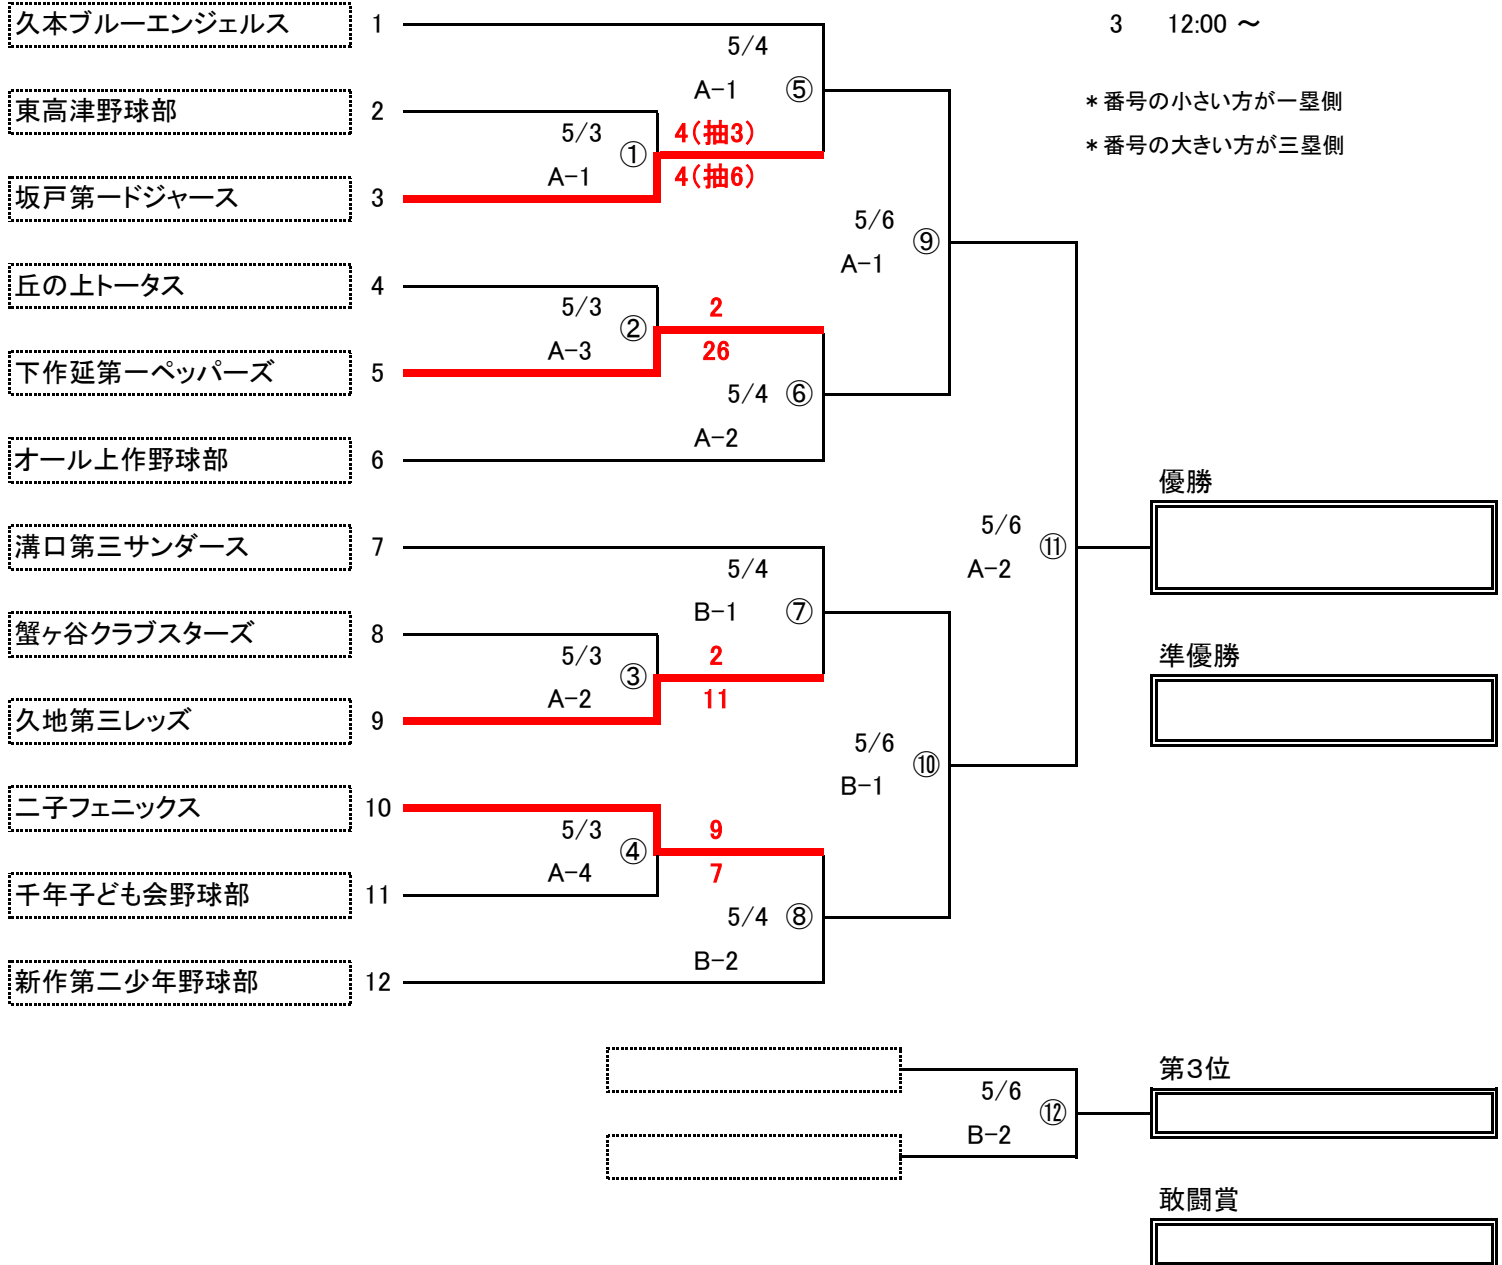 久本ブルーエンジェルス 1
3 12:00 ～
5/4
A-1 ⑤
*番号の小さい方が一塁側
東高津野球部 2
5/3 ① 4(抽3)
*番号の大きい方が三塁側
A-1 4(抽6)
坂戸第一ドジャース 3
5/6 ⑨
A-1
丘の上トータス 4
5/3 ② 2
A-3 26
下作延第一ペッパーズ 5
5/4 ⑥
A-2
オール上作野球部 6
優勝
5/6 ⑪
A-2
溝口第三サンダース 7
5/4
B-1 ⑦
蟹ヶ谷クラブスターズ 8
5/3 ③ 2
準優勝
A-2 11
久地第三レッズ 9
5/6 ⑩
B-1
二子フェニックス 10
5/3 ④ 9
A-4 7
千年子ども会野球部 11
5/4 ⑧
B-2
新作第二少年野球部 12
第3位
5/6 ⑫
B-2
敢闘賞